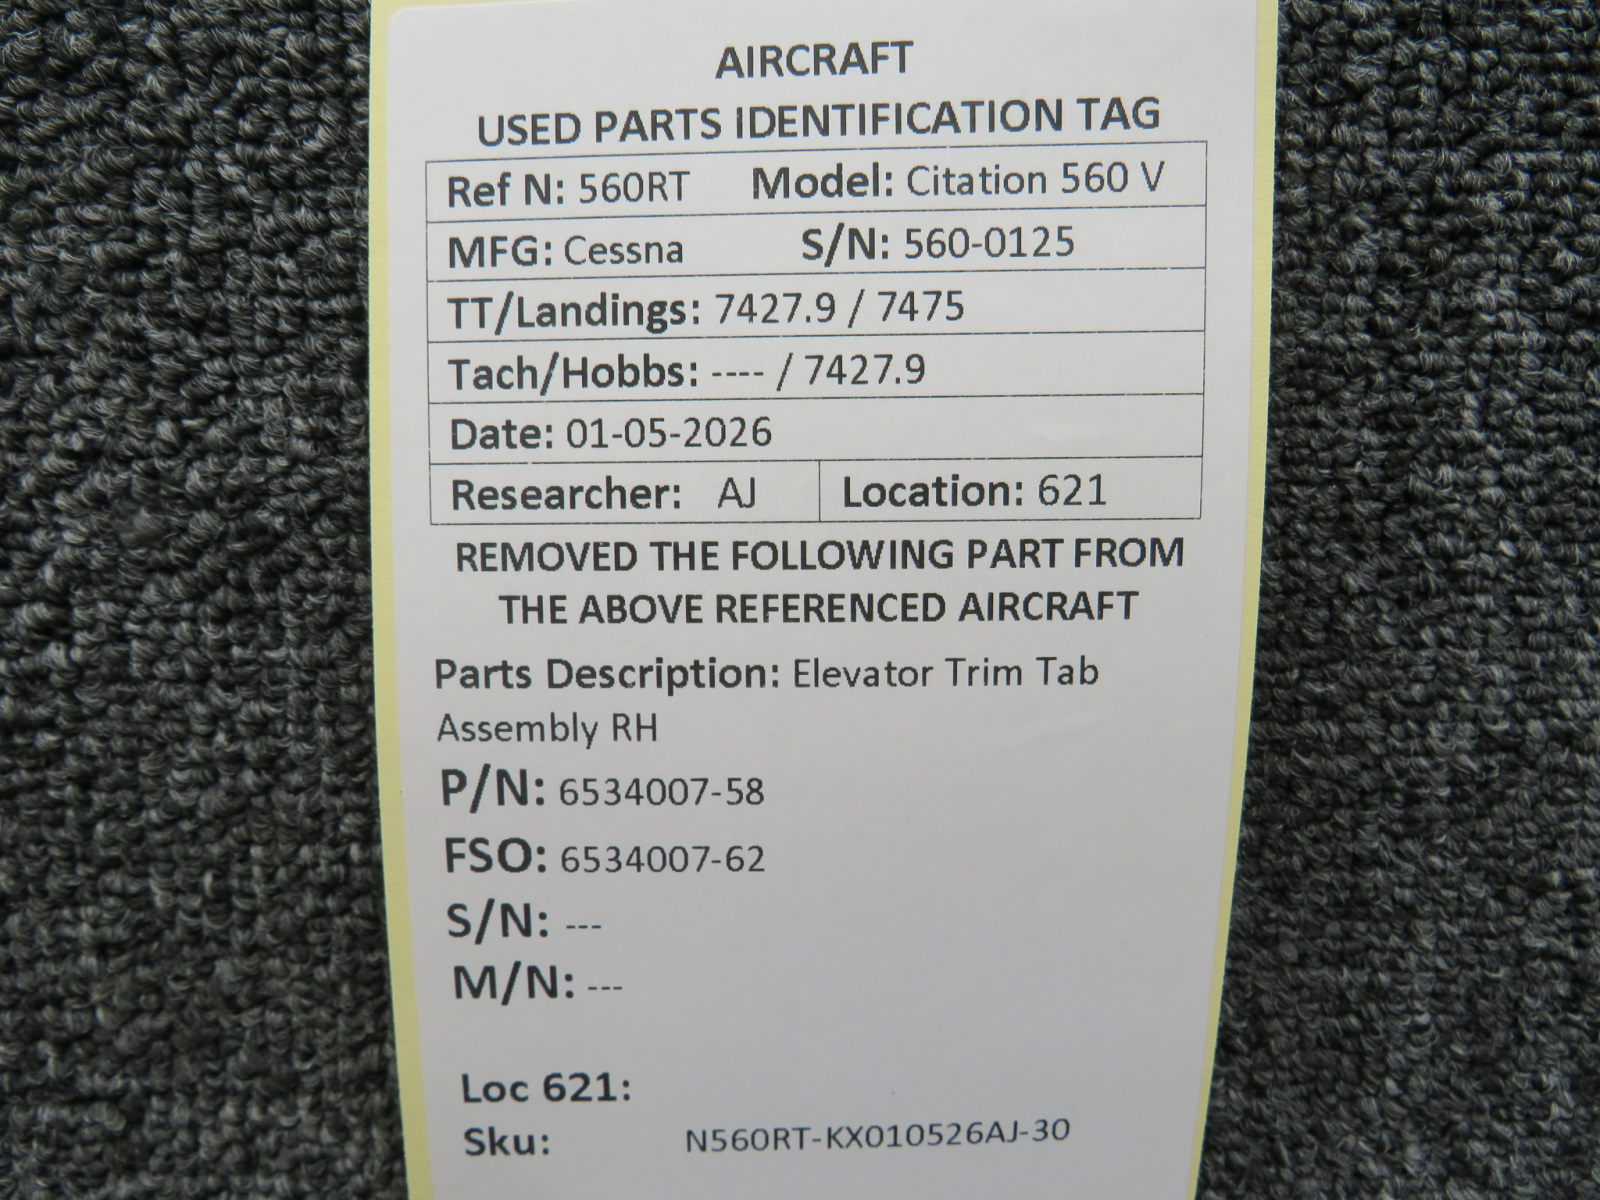 AIRCRAFT
USED PARTS IDENTIFICATION TAG
Ref N: 560RT Model: Citation 560 V
MFG: Cessna S/N: 560-0125
TT/Landings: 7427.9 / 7475
Tach/Hobbs: ---- / 7427.9
Date: 01-05-2026
Researcher: AJ Location: 621
REMOVED THE FOLLOWING PART FROM
THE ABOVE REFERENCED AIRCRAFT
Parts Description: Elevator Trim Tab
Assembly RH
P/N: 6534007-58
FSO: 6534007-62
S/N: ---
M/N: ---
Loc 621:
Sku: N560RT-KX010526AJ-30